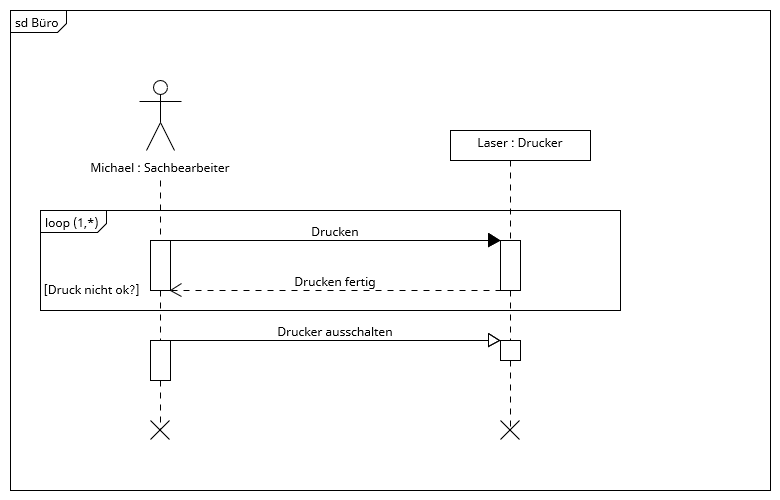 sd Büro
Michael : Sachbearbeiter
Laser : Drucker
loop (1,*)
Drucken
Drucken fertig
[Druck nicht ok?]
Drucker ausschalten